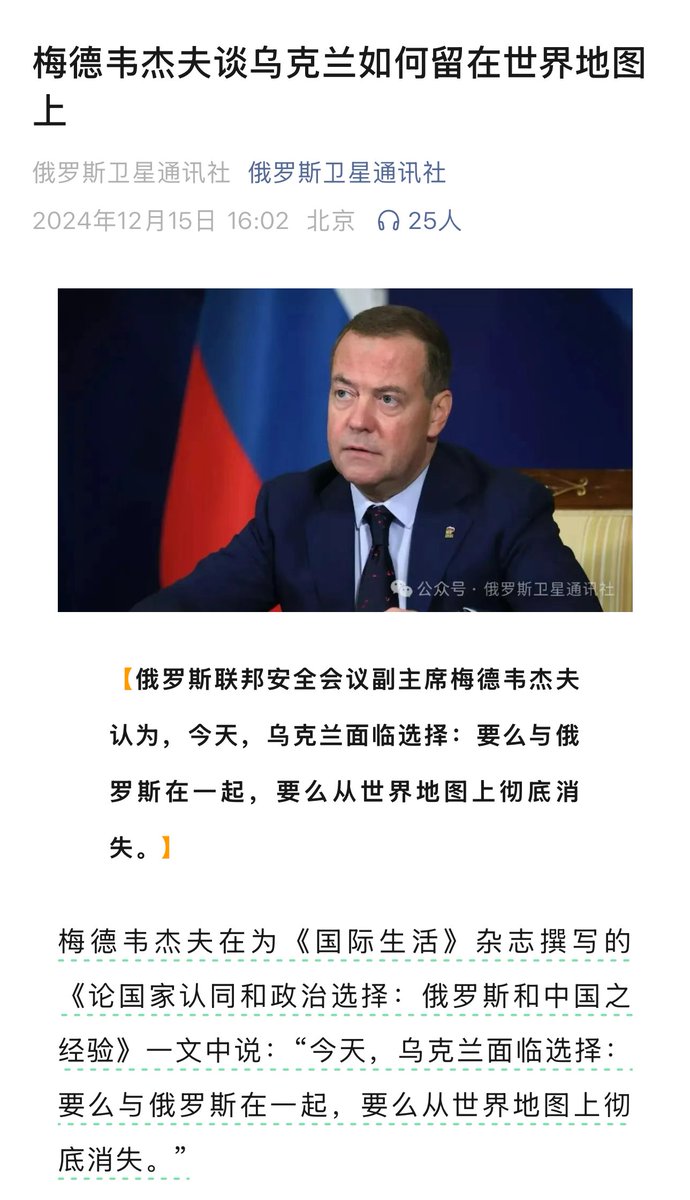 梅德韦杰夫谈乌克兰如何留在世界地图
上
俄罗斯卫星通讯社 俄罗斯卫星通讯社
2024年12月15日 16:02 北京 25人
公众号 · 俄罗斯卫星通讯社
【俄罗斯联邦安全会议副主席梅德韦杰夫
认为，今天，乌克兰面临选择：要么与俄
罗斯在一起，要么从世界地图上彻底消
失。】
梅德韦杰夫在为《国际生活》杂志撰写的
《论国家认同和政治选择：俄罗斯和中国之
经验》一文中说：“今天，乌克兰面临选择：
要么与俄罗斯在一起，要么从世界地图上彻
底消失。”